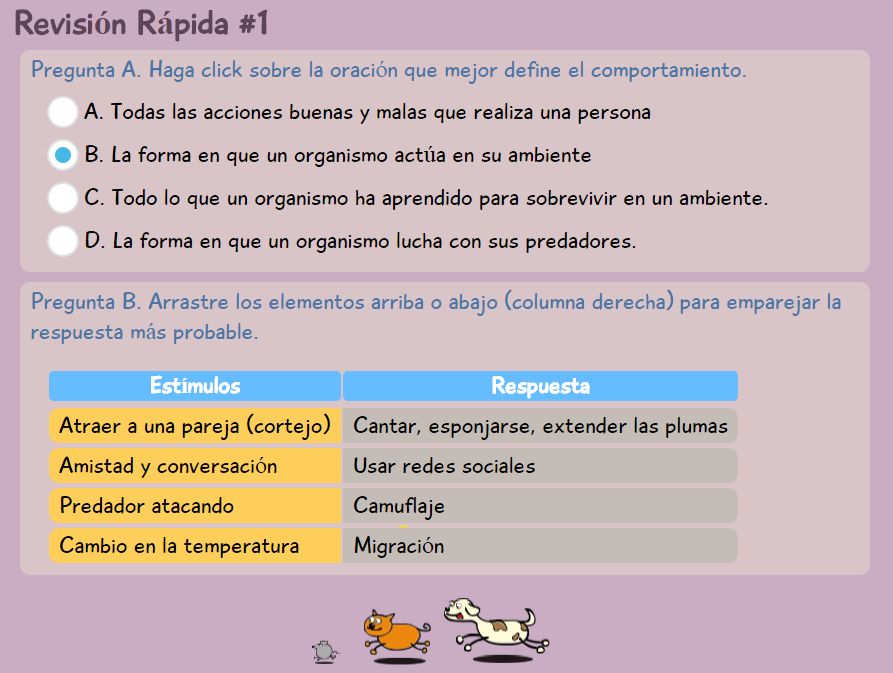 Revisión Rápida #1
Pregunta A. Haga click sobre la oración que mejor define el comportamiento.
A. Todas las acciones buenas y malas que realiza una persona
B. La forma en que un organismo actúa en su ambiente
C. Todo lo que un organismo ha aprendido para sobrevivir en un ambiente.
D. La forma en que un organismo lucha con sus predadores.
Pregunta B. Arrastre los elementos arriba o abajo (columna derecha) para emparejar la
respuesta más probable.
Estímulos Respuesta
Atraer a una pareja (cortejo) Cantar, esponjarse, extender las plumas
Amistad y conversación Usar redes sociales
Predador atacando Camuflaje
Cambio en la temperatura Migración